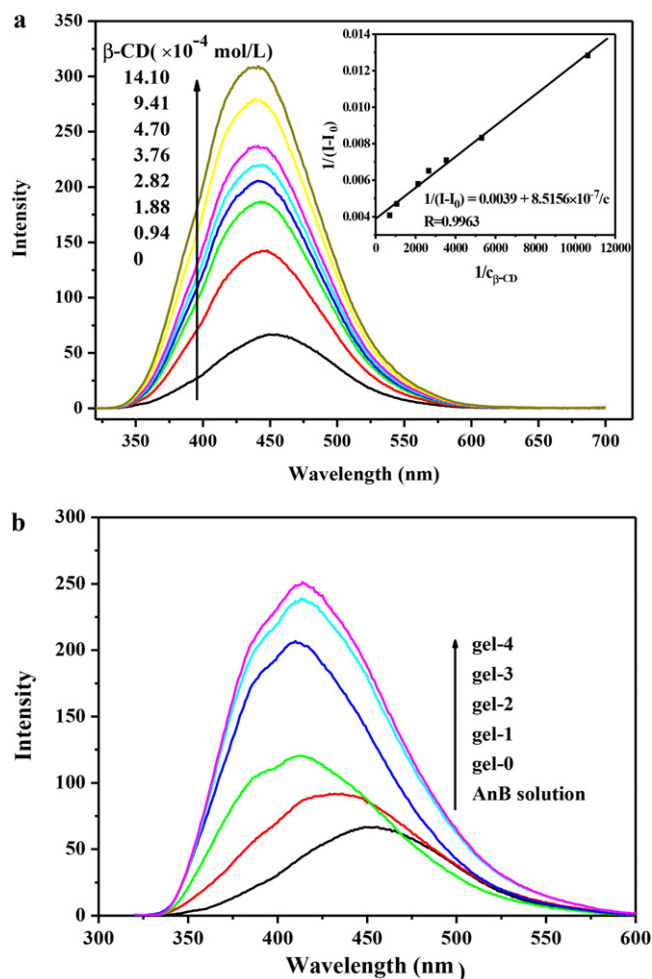 a
β-CD( ×10⁻⁴ mol/L)
14.10
9.41
4.70
3.76
2.82
1.88
0.94
0
Intensity
350
300
250
200
150
100
50
0
350 400 450 500 550 600 650 700
Wavelength (nm)
1/(I-I₀)
0.014
0.012
0.010
0.008
0.006
0.004
1/(I-I₀) = 0.0039 + 8.5156×10⁻⁷/c
R=0.9963
0 2000 4000 6000 8000 10000 12000
1/c_β-CD
b
Intensity
300
250
200
150
100
50
0
gel-4
gel-3
gel-2
gel-1
gel-0
AnB solution
300 350 400 450 500 550 600
Wavelength (nm)